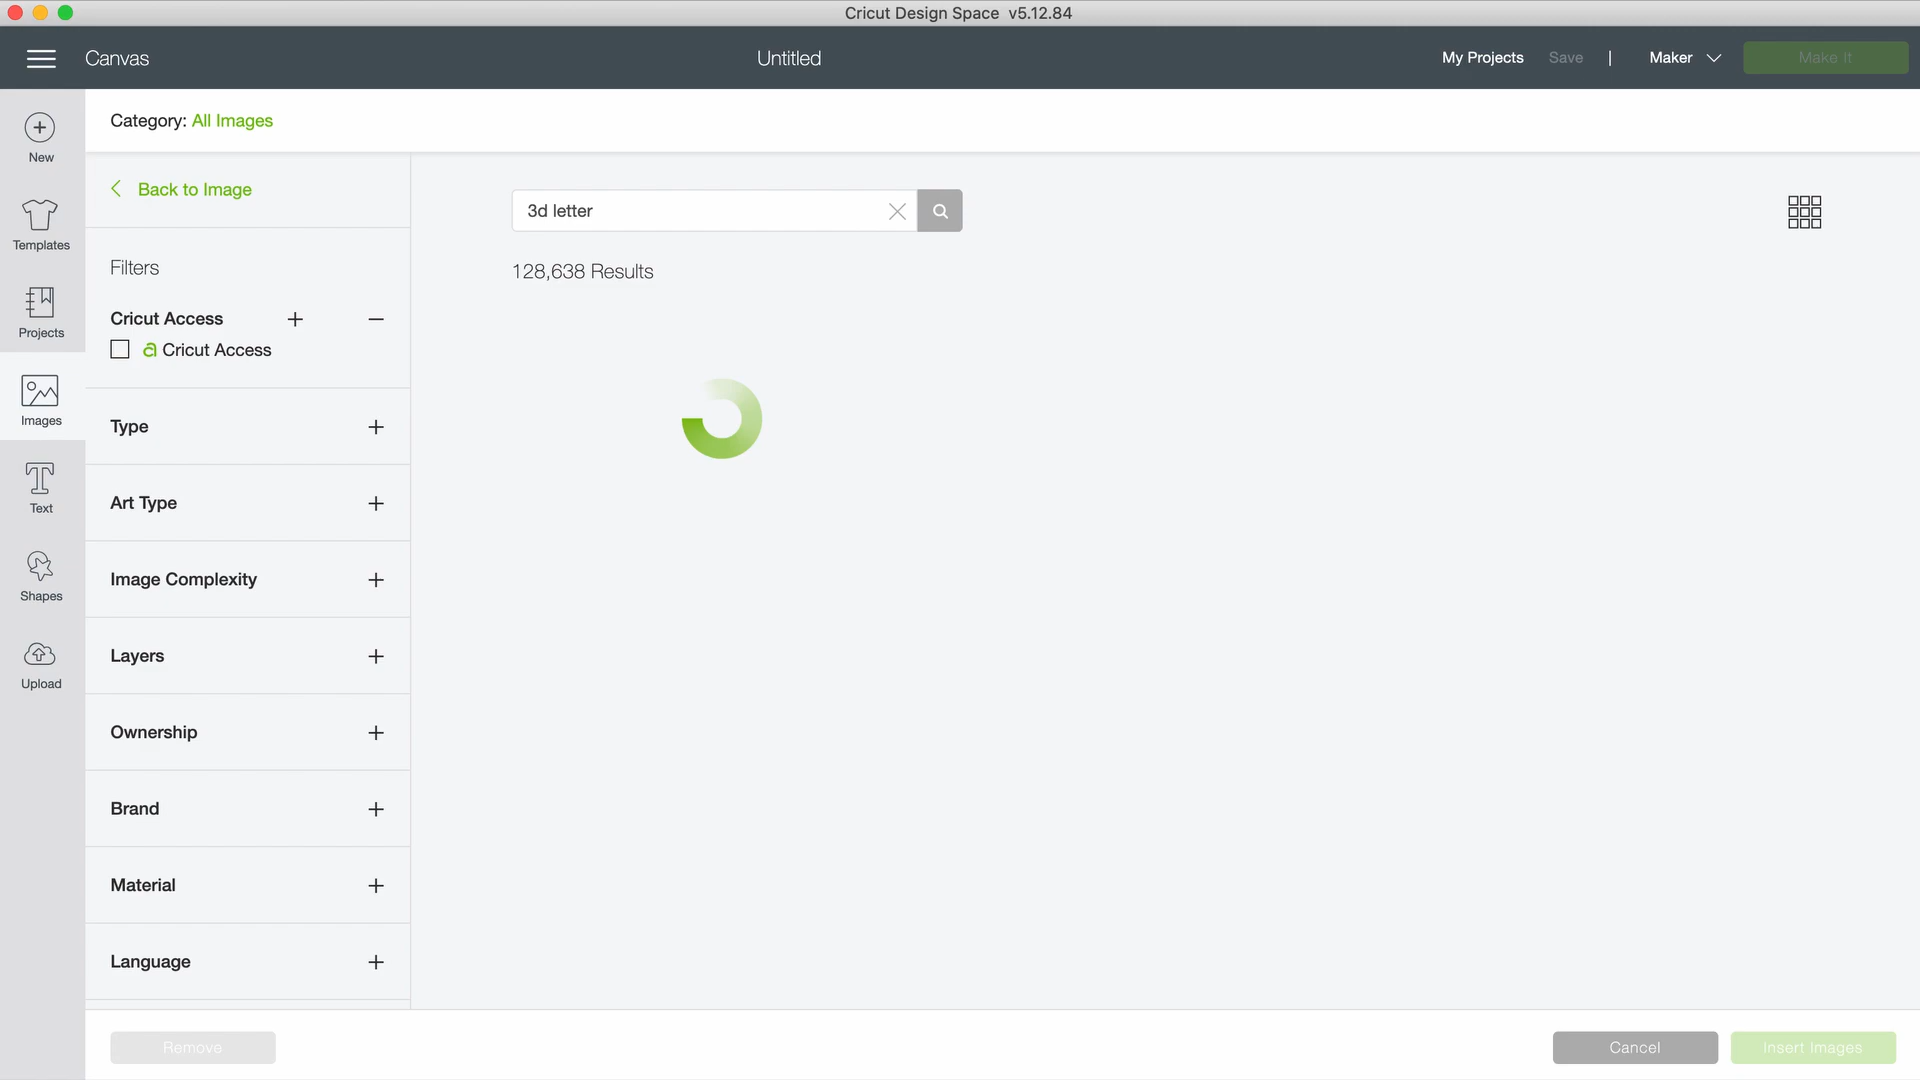 Cricut Design Space v5.12.84
Canvas
Untitled
My Projects
Save
|
Maker
Make It
New
Templates
Projects
Images
Text
Shapes
Upload
Category: All Images
Back to Image
Filters
Cricut Access
a Cricut Access
Type
Art Type
Image Complexity
Layers
Ownership
Brand
Material
Language
3d letter
128,638 Results
Remove
Cancel
Insert Images